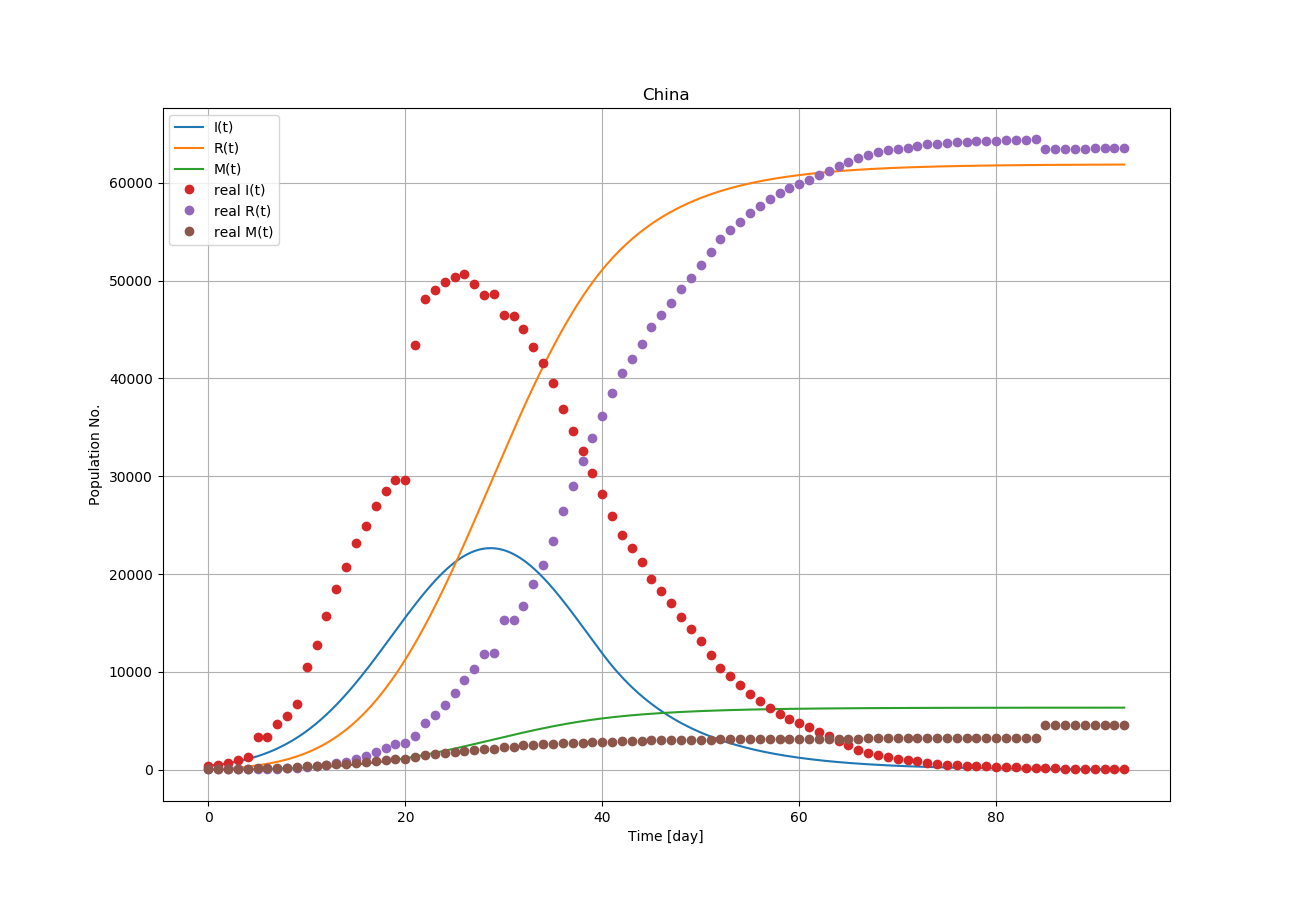 China
I(t)
R(t)
M(t)
real I(t)
real R(t)
real M(t)
60000
50000
40000
30000
20000
10000
0
Population No.
0 20 40 60 80
Time [day]